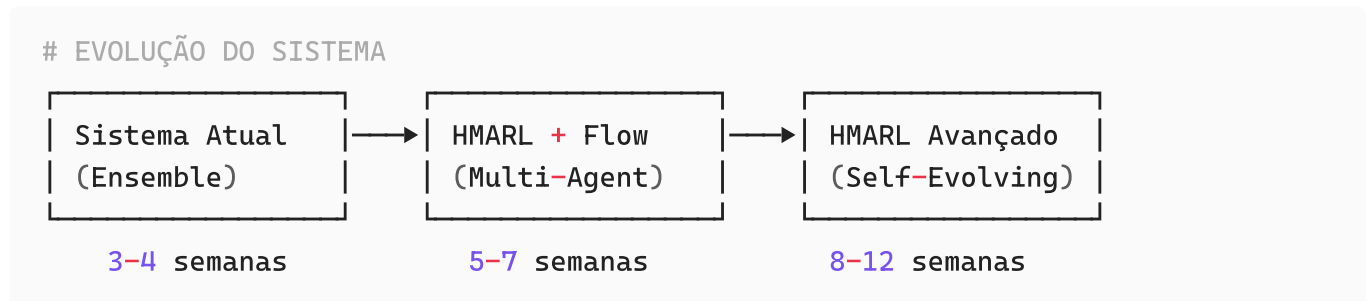 # EVOLUÇÃO DO SISTEMA
Sistema Atual
(Ensemble)
HMARL + Flow
(Multi-Agent)
HMARL Avançado
(Self-Evolving)
3-4 semanas
5-7 semanas
8-12 semanas